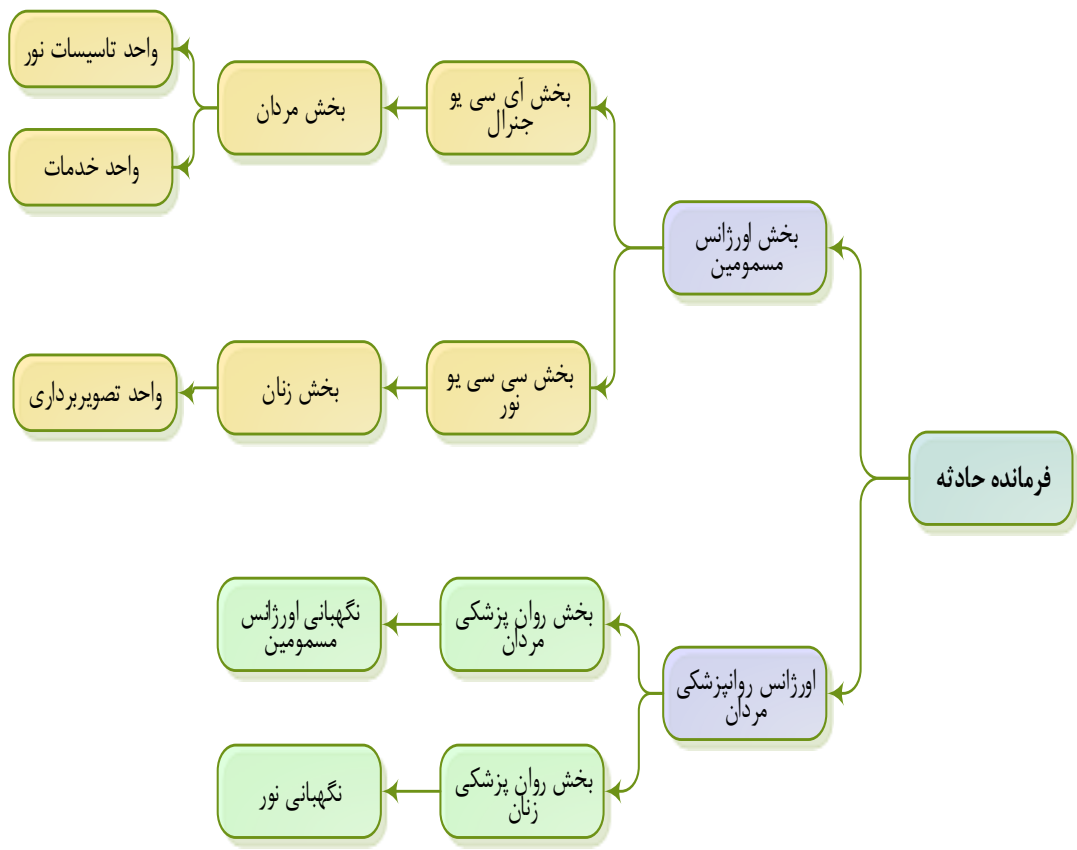 فرمانده حادثه
بخش اورژانس
مسمومین
بخش آی سی یو
جنرال
بخش مردان
واحد تاسیسات نور
واحد خدمات
بخش سی سی یو
نور
بخش زنان
واحد تصویربرداری
اورژانس روانپزشکی
مردان
بخش روان پزشکی
مردان
نگهبانی اورژانس
مسمومین
بخش روان پزشکی
زنان
نگهبانی نور